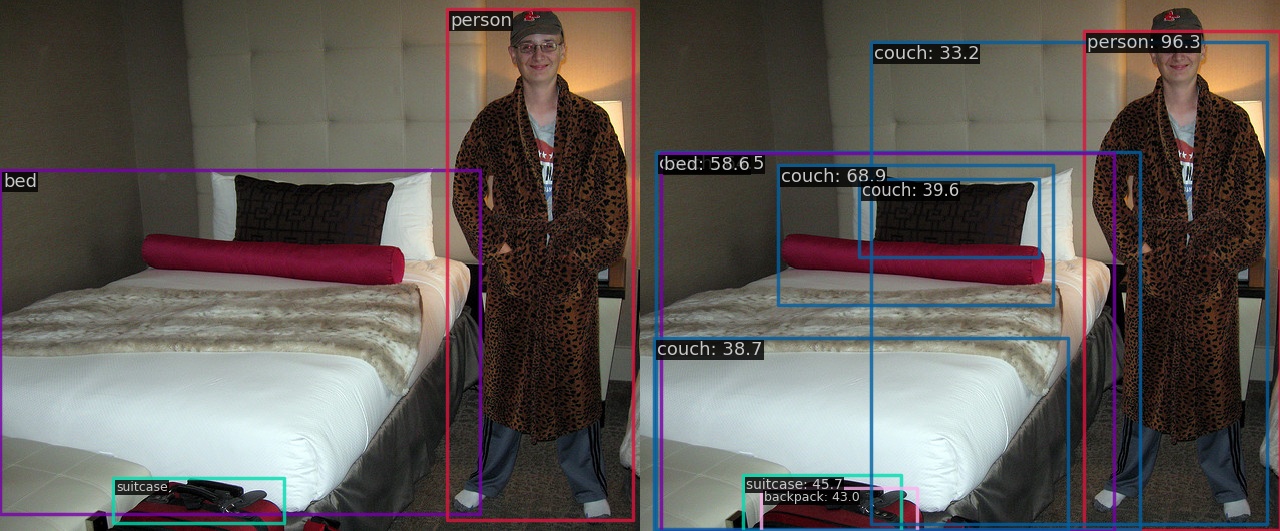 person
bed
suitcase
person: 96.3
couch: 33.2
bed: 58.6
couch: 68.9
couch: 39.6
couch: 38.7
suitcase: 45.7
backpack: 43.0